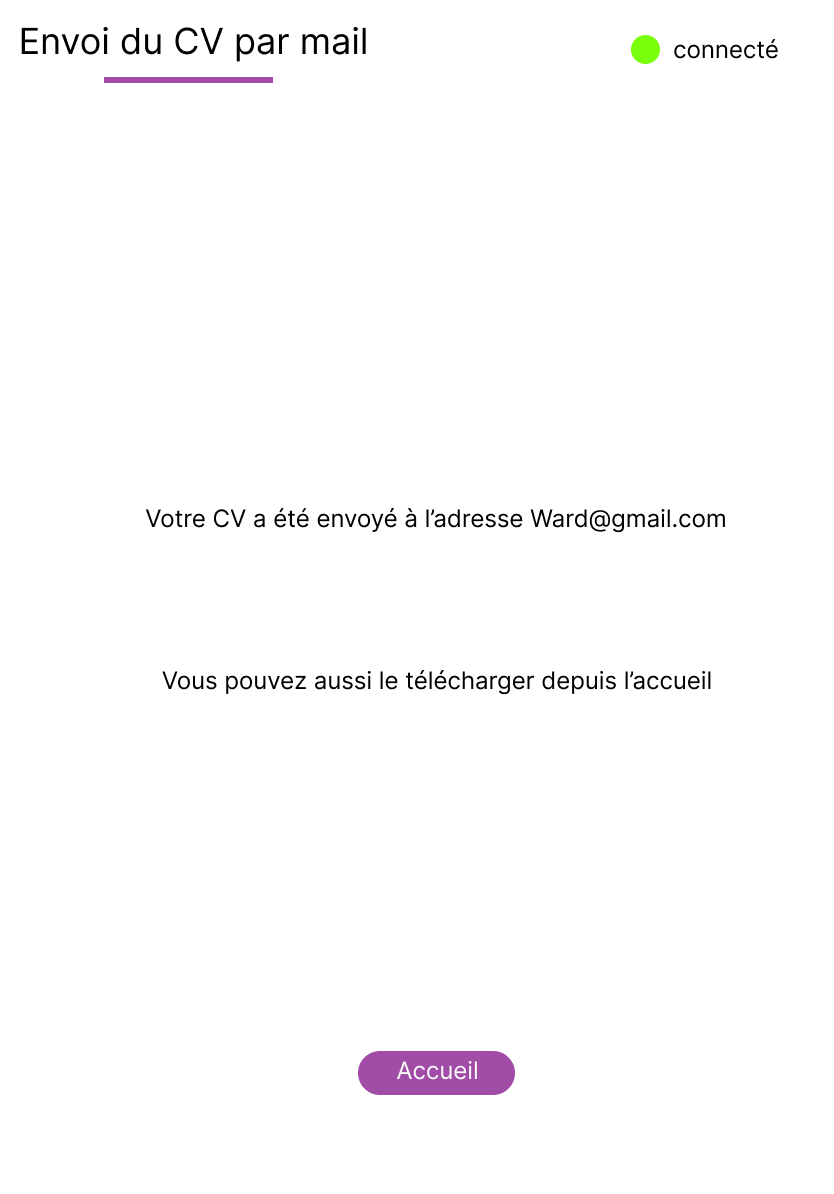 Envoi du CV par mail
connecté
Votre CV a été envoyé à l’adresse Ward@gmail.com
Vous pouvez aussi le télécharger depuis l’accueil
Accueil